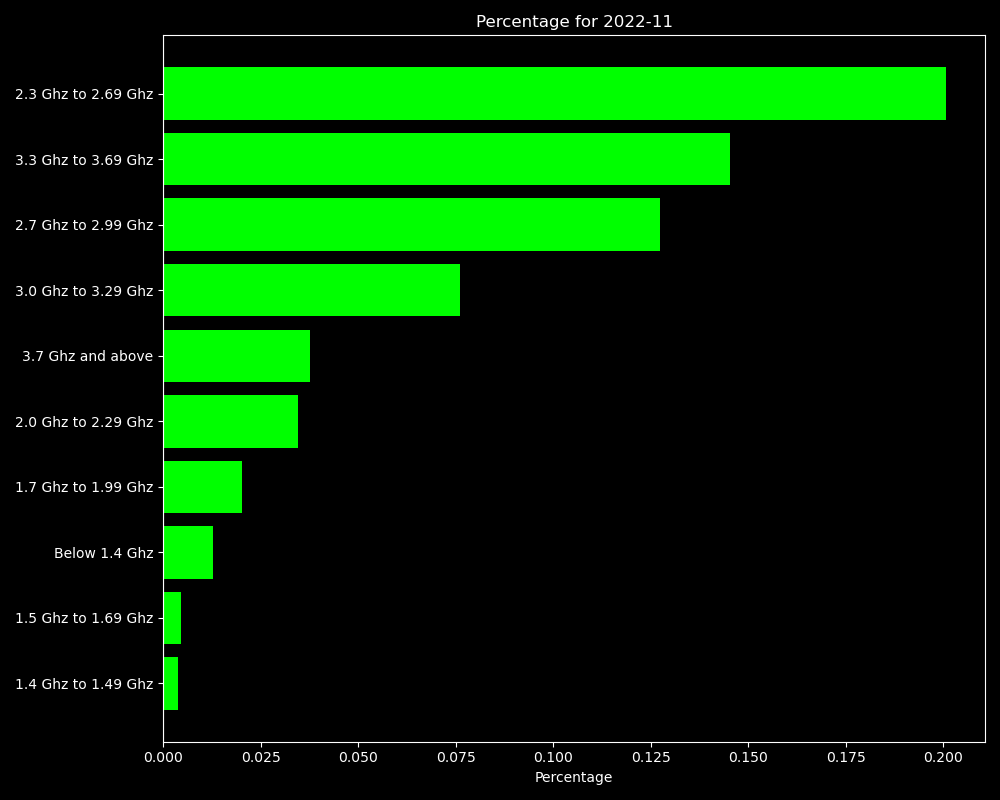 Percentage for 2022-11
2.3 Ghz to 2.69 Ghz
3.3 Ghz to 3.69 Ghz
2.7 Ghz to 2.99 Ghz
3.0 Ghz to 3.29 Ghz
3.7 Ghz and above
2.0 Ghz to 2.29 Ghz
1.7 Ghz to 1.99 Ghz
Below 1.4 Ghz
1.5 Ghz to 1.69 Ghz
1.4 Ghz to 1.49 Ghz
0.000 0.025 0.050 0.075 0.100 0.125 0.150 0.175 0.200
Percentage